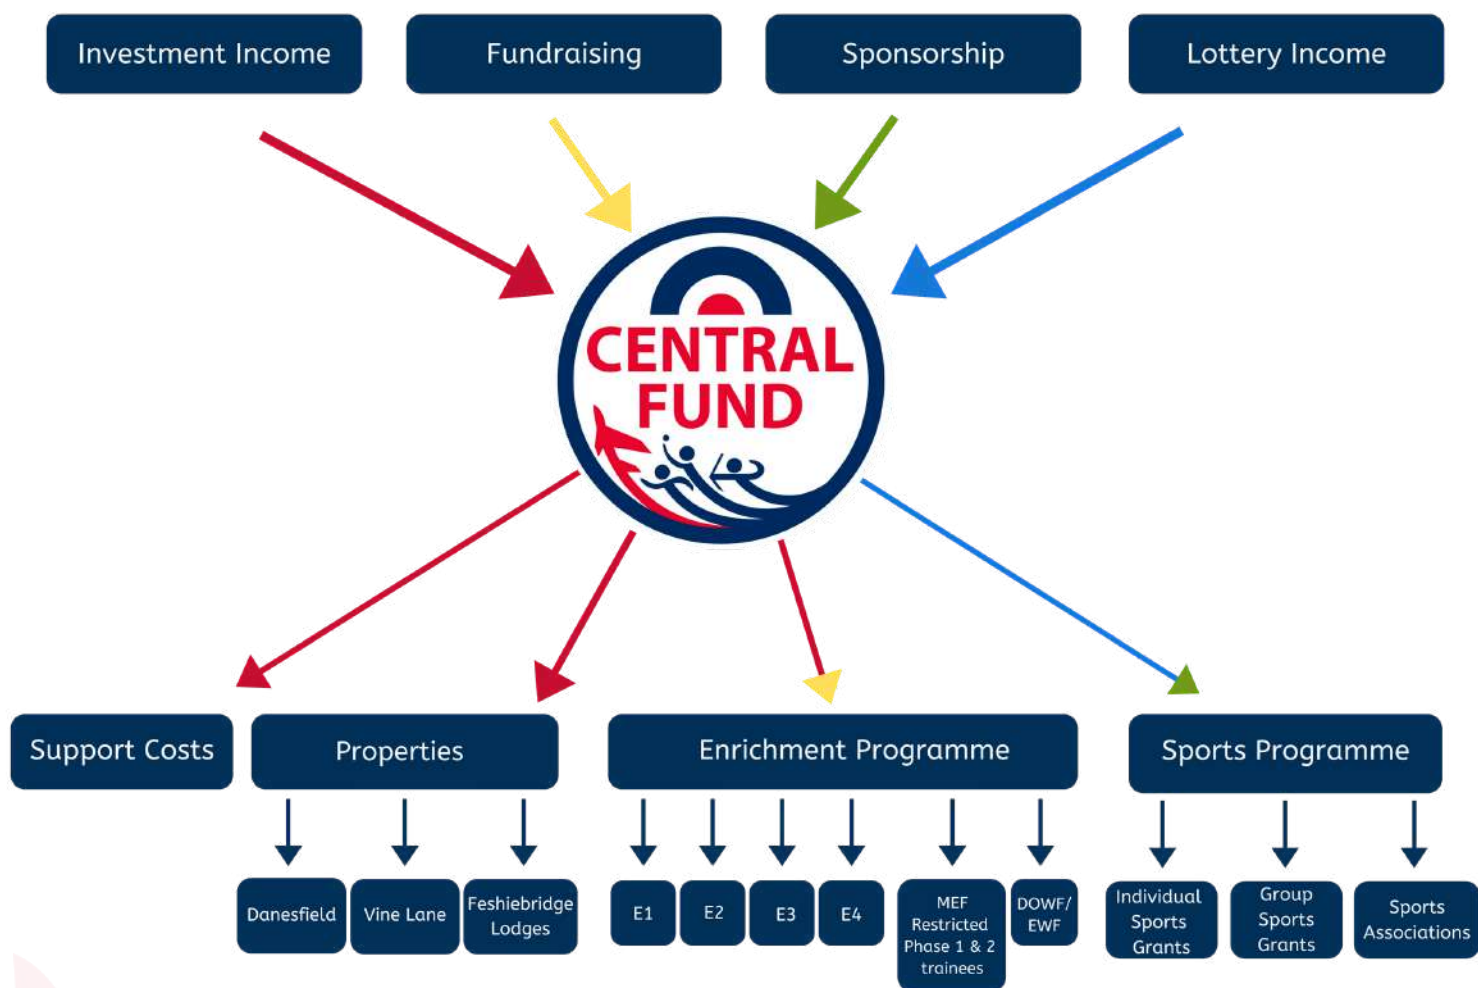 Investment Income
Fundraising
Sponsorship
Lottery Income
CENTRAL
FUND
Support Costs
Properties
Enrichment Programme
Sports Programme
Danesfield
Vine Lane
Feshiebridge
Lodges
E1
E2
E3
E4
MEF
Restricted
Phase 1 & 2
trainees
DOWF/
EWF
Individual
Sports
Grants
Group
Sports
Grants
Sports
Associations